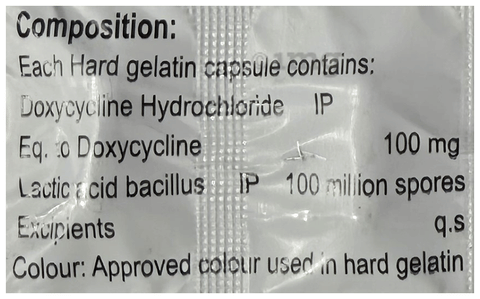 Composition:
Each Hard gelatin capsule contains:
Doxycycline Hydrochloride IP
Eq. to Doxycycline 100 mg
Lactic acid bacillus IP 100 million spores
Excipients q.s
Colour: Approved colour used in hard gelatin